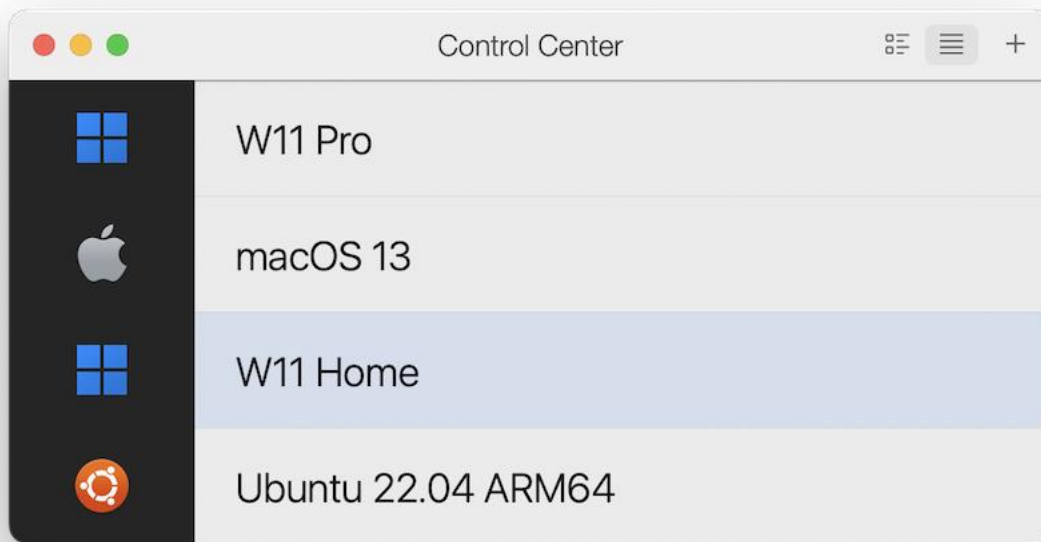 Control Center
W11 Pro
macOS 13
W11 Home
Ubuntu 22.04 ARM64